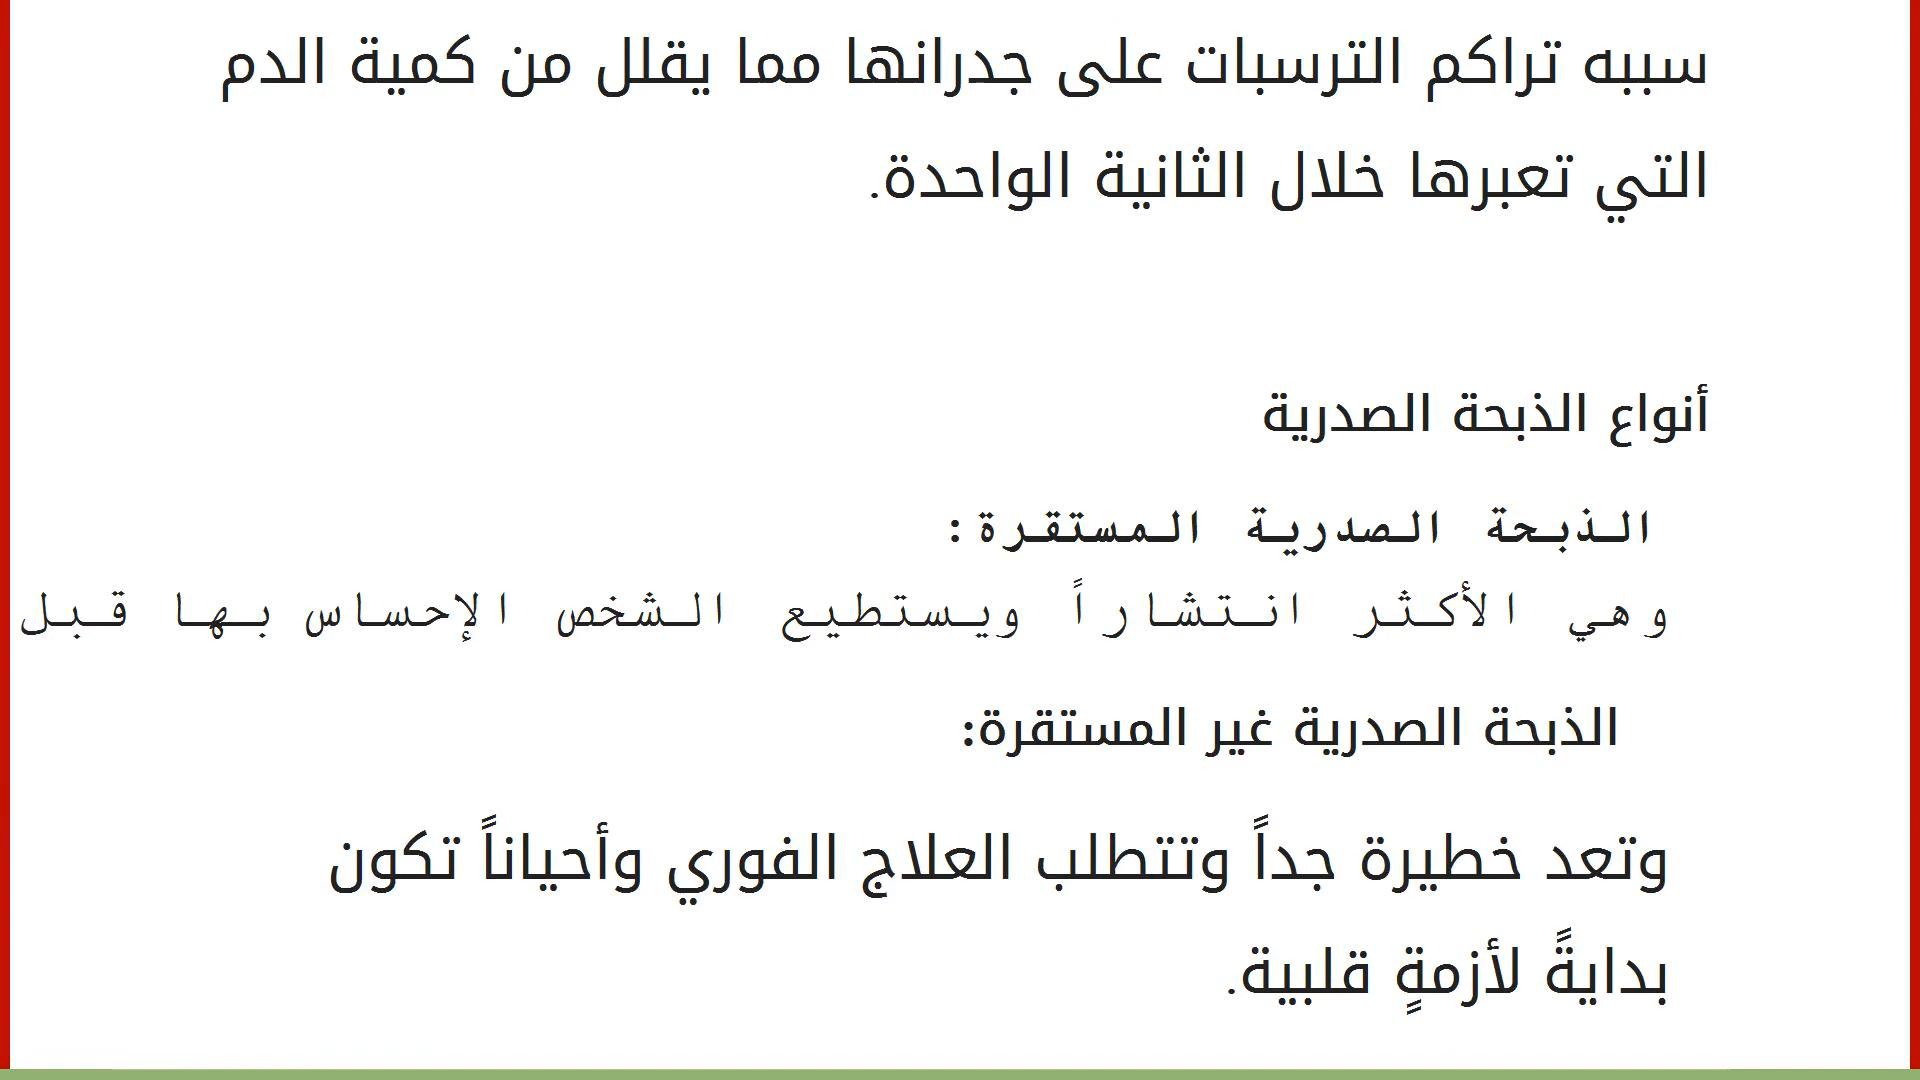 سببه تراكم الترسبات على جدرانها مما يقلل من كمية الدم
التي تعبرها خلال الثانية الواحدة.
أنواع الذبحة الصدرية
الذبحة الصدرية المستقرة:
وهي الأكثر انتشاراً ويستطيع الشخص الإحساس بها قبل
الذبحة الصدرية غير المستقرة:
وتعد خطيرة جداً وتتطلب العلاج الفوري وأحياناً تكون
بدايةً لأزمةٍ قلبية.